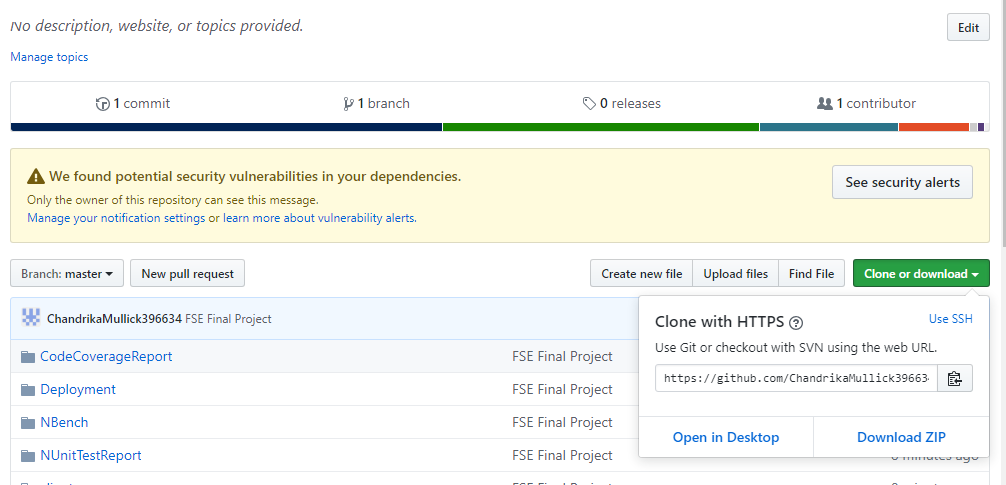 No description, website, or topics provided.
Edit
Manage topics
1 commit
1 branch
0 releases
1 contributor
We found potential security vulnerabilities in your dependencies.
Only the owner of this repository can see this message.
Manage your notification settings or learn more about vulnerability alerts.
See security alerts
Branch: master
New pull request
Create new file
Upload files
Find File
Clone or download
ChandrikaMullick396634 FSE Final Project
Clone with HTTPS
Use SSH
Use Git or checkout with SVN using the web URL.
https://github.com/ChandrikaMullick39663
Open in Desktop
Download ZIP
CodeCoverageReport FSE Final Project
Deployment FSE Final Project
NBench FSE Final Project
NUnitTestReport FSE Final Project
minutes ago